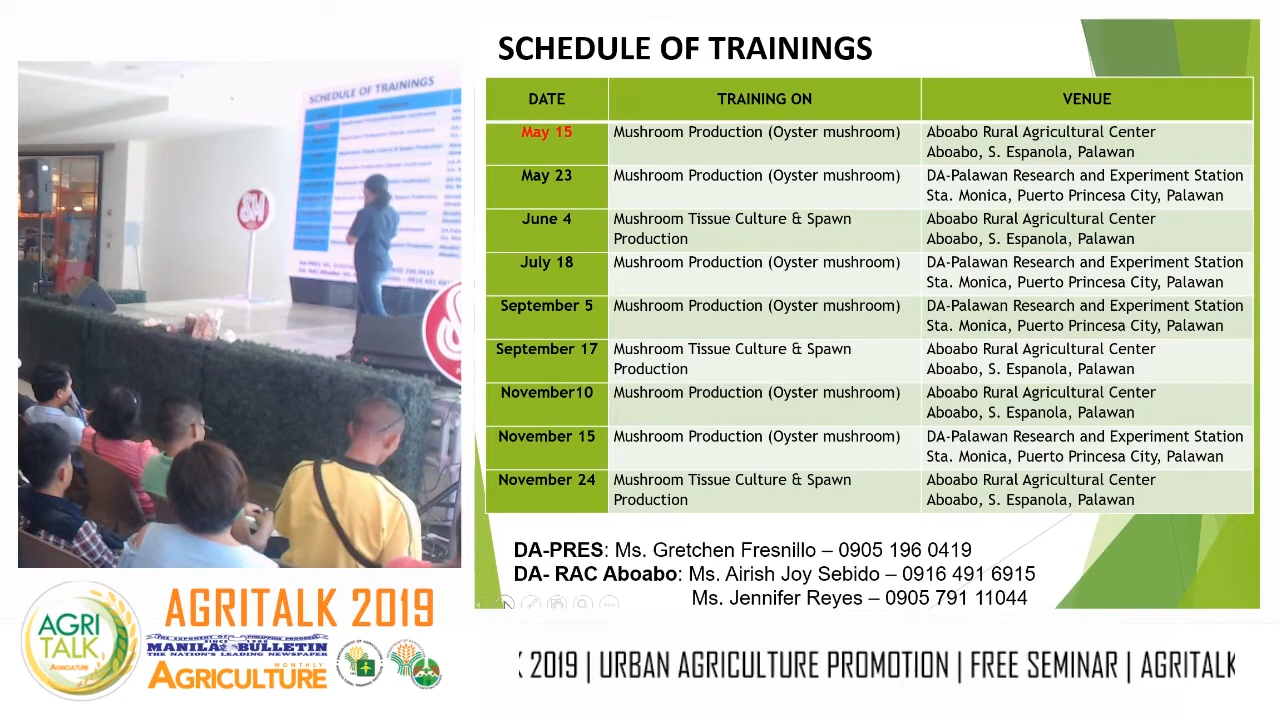 SCHEDULE OF TRAININGS
DATE TRAINING ON VENUE
May 15 Mushroom Production (Oyster mushroom) Aboabo Rural Agricultural Center
Aboabo, S. Espanola, Palawan
May 23 Mushroom Production (Oyster mushroom) DA-Palawan Research and Experiment Station
Sta. Monica, Puerto Princesa City, Palawan
June 4 Mushroom Tissue Culture & Spawn Aboabo Rural Agricultural Center
Production Aboabo, S. Espanola, Palawan
July 18 Mushroom Production (Oyster mushroom) DA-Palawan Research and Experiment Station
Sta. Monica, Puerto Princesa City, Palawan
September 5 Mushroom Production (Oyster mushroom) DA-Palawan Research and Experiment Station
Sta. Monica, Puerto Princesa City, Palawan
September 17 Mushroom Tissue Culture & Spawn Aboabo Rural Agricultural Center
Production Aboabo, S. Espanola, Palawan
November10 Mushroom Production (Oyster mushroom) Aboabo Rural Agricultural Center
Aboabo, S. Espanola, Palawan
November 15 Mushroom Production (Oyster mushroom) DA-Palawan Research and Experiment Station
Sta. Monica, Puerto Princesa City, Palawan
November 24 Mushroom Tissue Culture & Spawn Aboabo Rural Agricultural Center
Production Aboabo, S. Espanola, Palawan
DA-PRES: Ms. Gretchen Fresnillo – 0905 196 0419
DA- RAC Aboabo: Ms. Airish Joy Sebido – 0916 491 6915
Ms. Jennifer Reyes – 0905 791 11044
SCHEDULE OF TRAININGS
SM
AGRITALK 2019
AGRI
TALK
AGRICULTURE
THE EXPONENT OF PHILIPPINE PROGRESS
SINCE 1900
MANILA BULLETIN
THE NATION'S LEADING NEWSPAPER
AGRICULTURE
MONTHLY
2019 | URBAN AGRICULTURE PROMOTION | FREE SEMINAR | AGRITALK